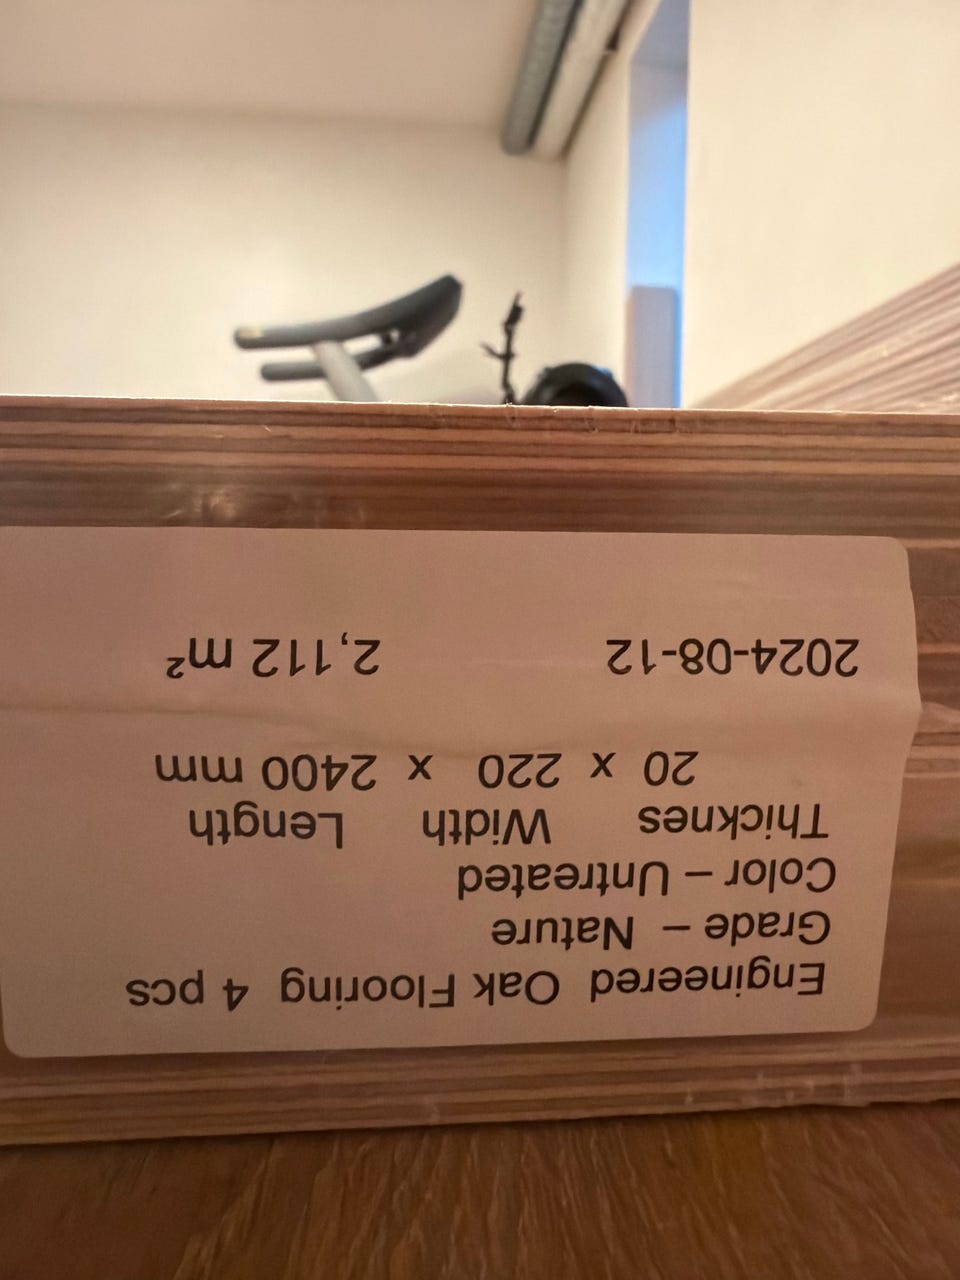 Engineered Oak Flooring 4 pcs
Grade – Nature
Color – Untreated
Thicknes Width Length
20 x 220 x 2400 mm
2024-08-12 2,112 m²